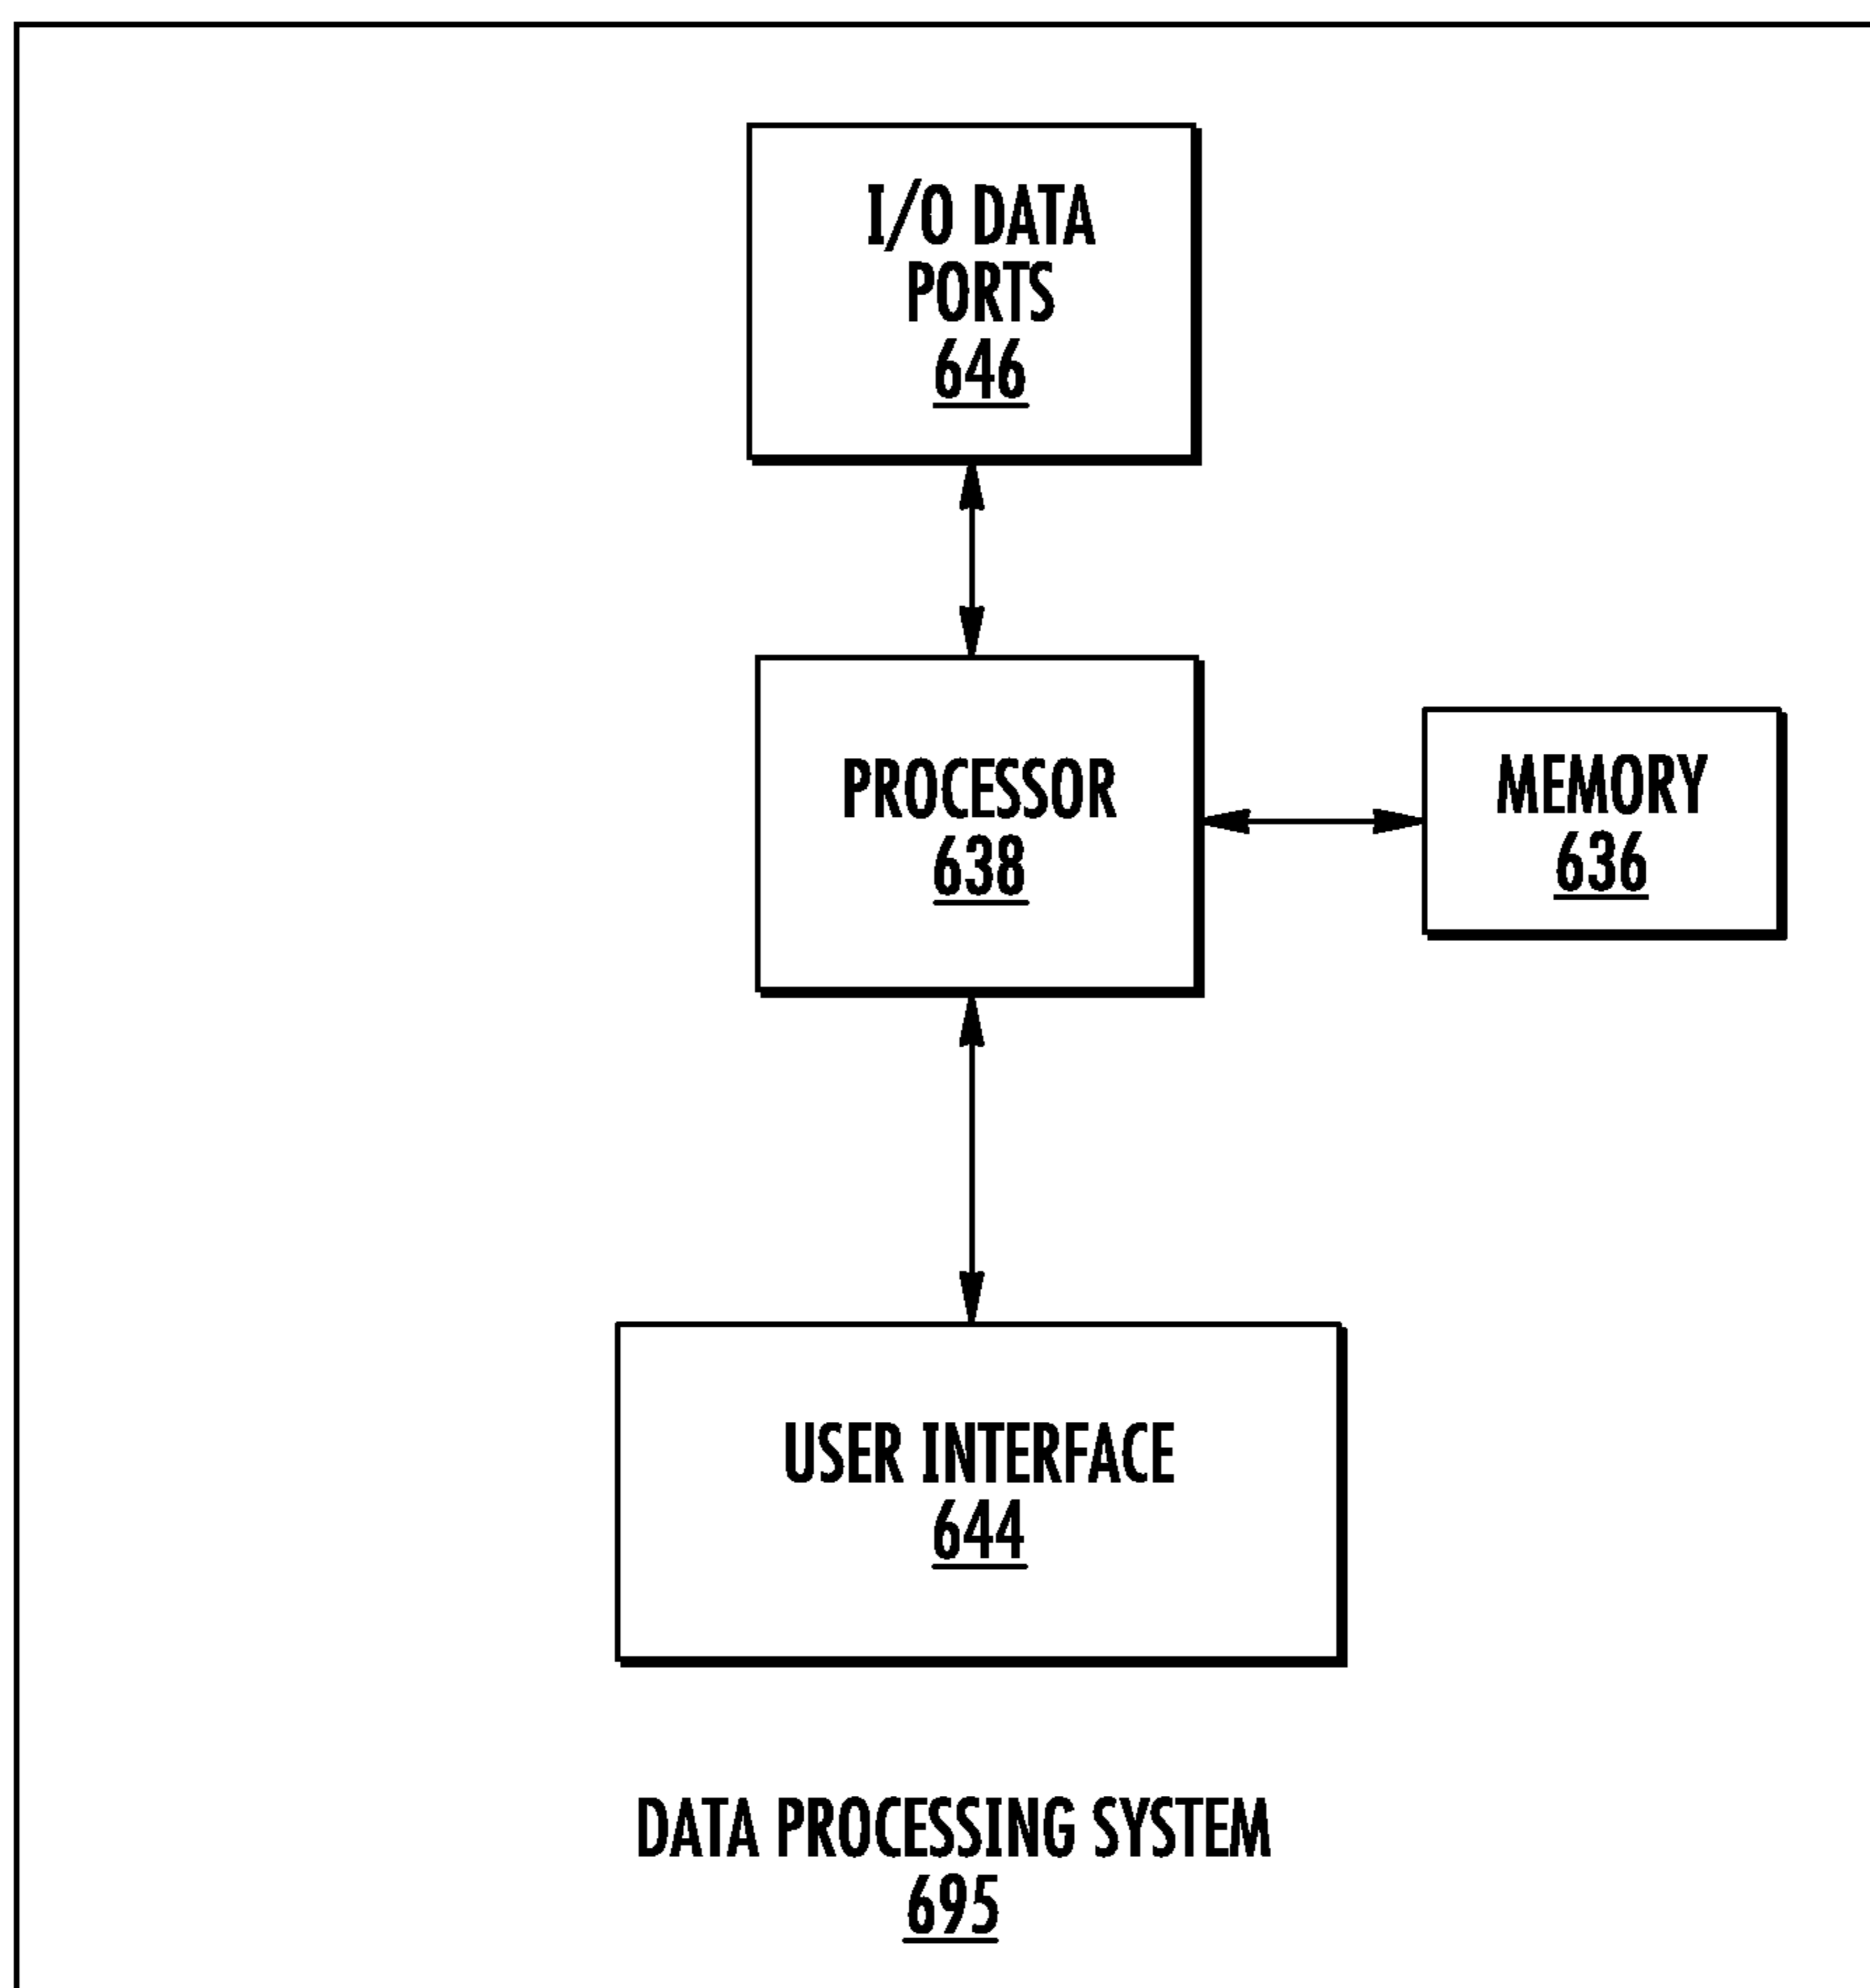 I/O DATA
PORTS
646
PROCESSOR
638
MEMORY
636
USER INTERFACE
644
DATA PROCESSING SYSTEM
695